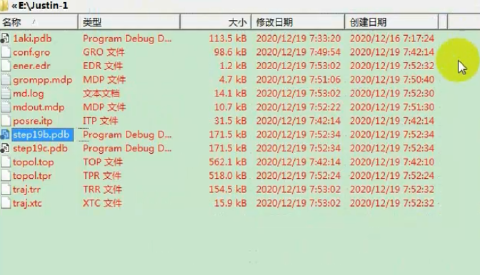 «E:\Justin-1
名称 类型 大小 修改日期 创建日期
1aki.pdb Program Debug D... 113.5 kB 2020/12/19 7:33:20 2020/12/16 7:17:24
conf.gro GRO 文件 98.6 kB 2020/12/19 7:49:54 2020/12/19 7:42:14
ener.edr EDR 文件 1.2 kB 2020/12/19 7:53:02 2020/12/19 7:52:32
grompp.mdp MDP 文件 4.7 kB 2020/12/19 7:51:06 2020/12/19 7:50:40
md.log 文本文档 14.1 kB 2020/12/19 7:53:02 2020/12/19 7:52:30
mdout.mdp MDP 文件 10.7 kB 2020/12/19 7:52:22 2020/12/19 7:51:30
posre.itp ITP 文件 31.5 kB 2020/12/19 7:42:14 2020/12/19 7:42:14
step19b.pdb Program Debug D... 171.5 kB 2020/12/19 7:52:34 2020/12/19 7:52:34
step19c.pdb Program Debug D... 171.5 kB 2020/12/19 7:52:34 2020/12/19 7:52:34
topol.top TOP 文件 562.1 kB 2020/12/19 7:42:14 2020/12/19 7:42:10
topol.tpr TPR 文件 518.0 kB 2020/12/19 7:52:24 2020/12/19 7:52:24
traj.trr TRR 文件 154.5 kB 2020/12/19 7:53:02 2020/12/19 7:52:32
traj.xtc XTC 文件 15.9 kB 2020/12/19 7:53:02 2020/12/19 7:52:32